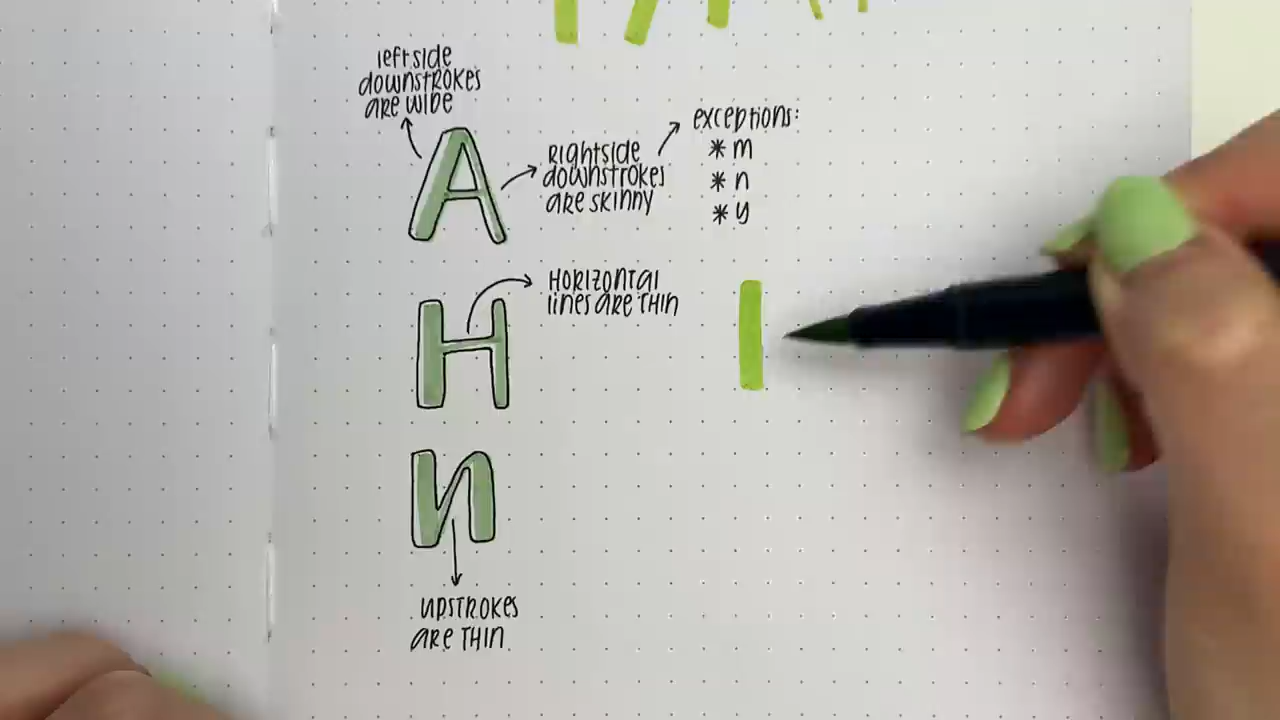 leftside
downstrokes
are wide
A
Rightside
downstrokes
are skinny
exceptions:
* m
* n
* y
H
Horizontal
lines are thin
n
upstrokes
are thin